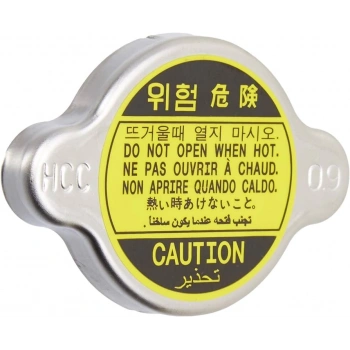 위험 危険
뜨거울때 열지 마시오.
DO NOT OPEN WHEN HOT.
NE PAS OUVRIR À CHAUD.
NON APRIRE QUANDO CALDO.
熱い時あけないこと。
تجنب فتحه عندما يكون ساخناً.
CAUTION
تحذير
HCC
0.9